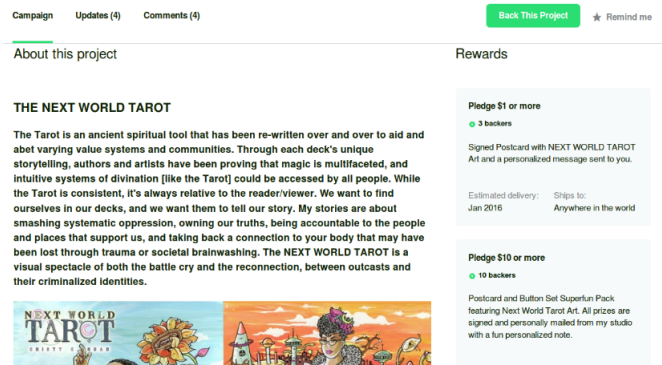 Campaign
Updates (4)
Comments (4)
Back This Project
Remind me
About this project
THE NEXT WORLD TAROT
The Tarot is an ancient spiritual tool that has been re-written over and over to aid and
abet varying value systems and communities. Through each deck's unique
storytelling, authors and artists have been proving that magic is multifaceted, and
intuitive systems of divination [like the Tarot] could be accessed by all people. While
the Tarot is consistent, it's always relative to the reader/viewer. We want to find
ourselves in our decks, and we want them to tell our story. My stories are about
smashing systematic oppression, owning our truths, being accountable to the people
and places that support us, and taking back a connection to your body that may have
been lost through trauma or societal brainwashing. The NEXT WORLD TAROT is a
visual spectacle of both the battle cry and the reconnection, between outcasts and
their criminalized identities.
NEXT WORLD
TAROT
Rewards
Pledge $1 or more
3 backers
Signed Postcard with NEXT WORLD TAROT
Art and a personalized message sent to you.
Estimated delivery:
Jan 2016
Ships to:
Anywhere in the world
Pledge $10 or more
10 backers
Postcard and Button Set Superfun Pack
featuring Next World Tarot Art. All prizes are
signed and personally mailed from my studio
with a fun personalized note.